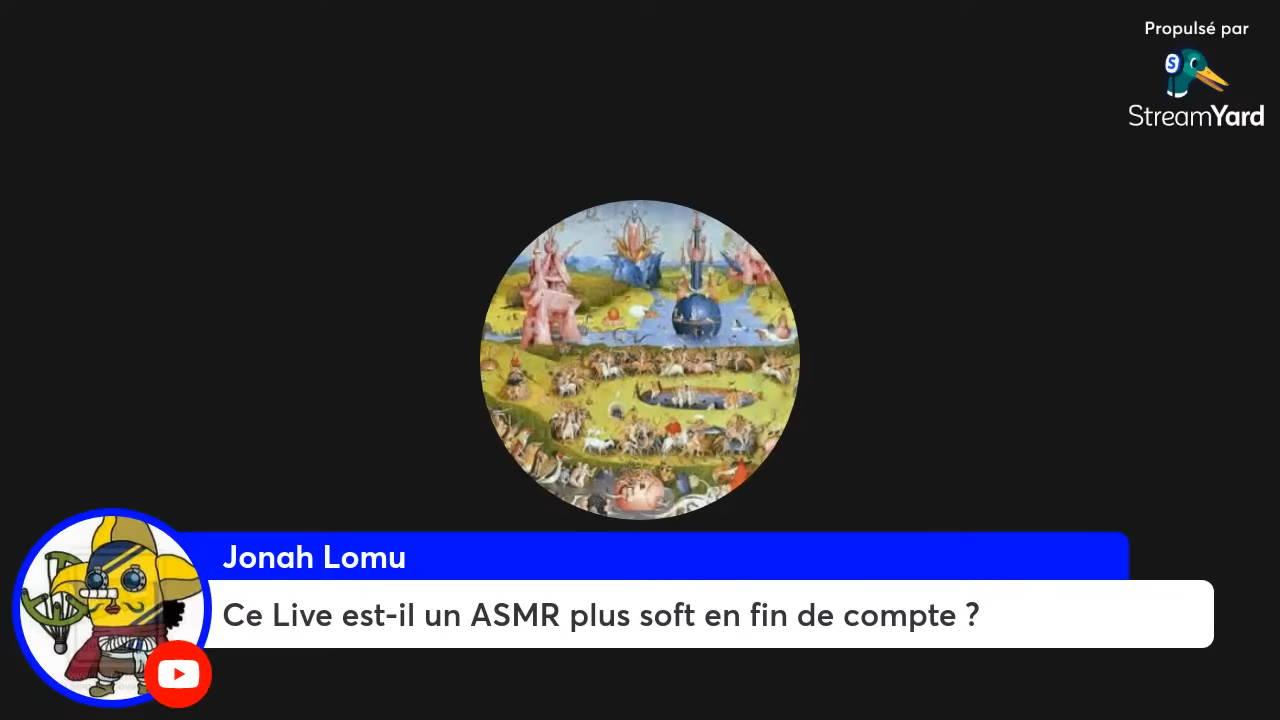 Propulsé par
S
StreamYard
Jonah Lomu
Ce Live est-il un ASMR plus soft en fin de compte ?